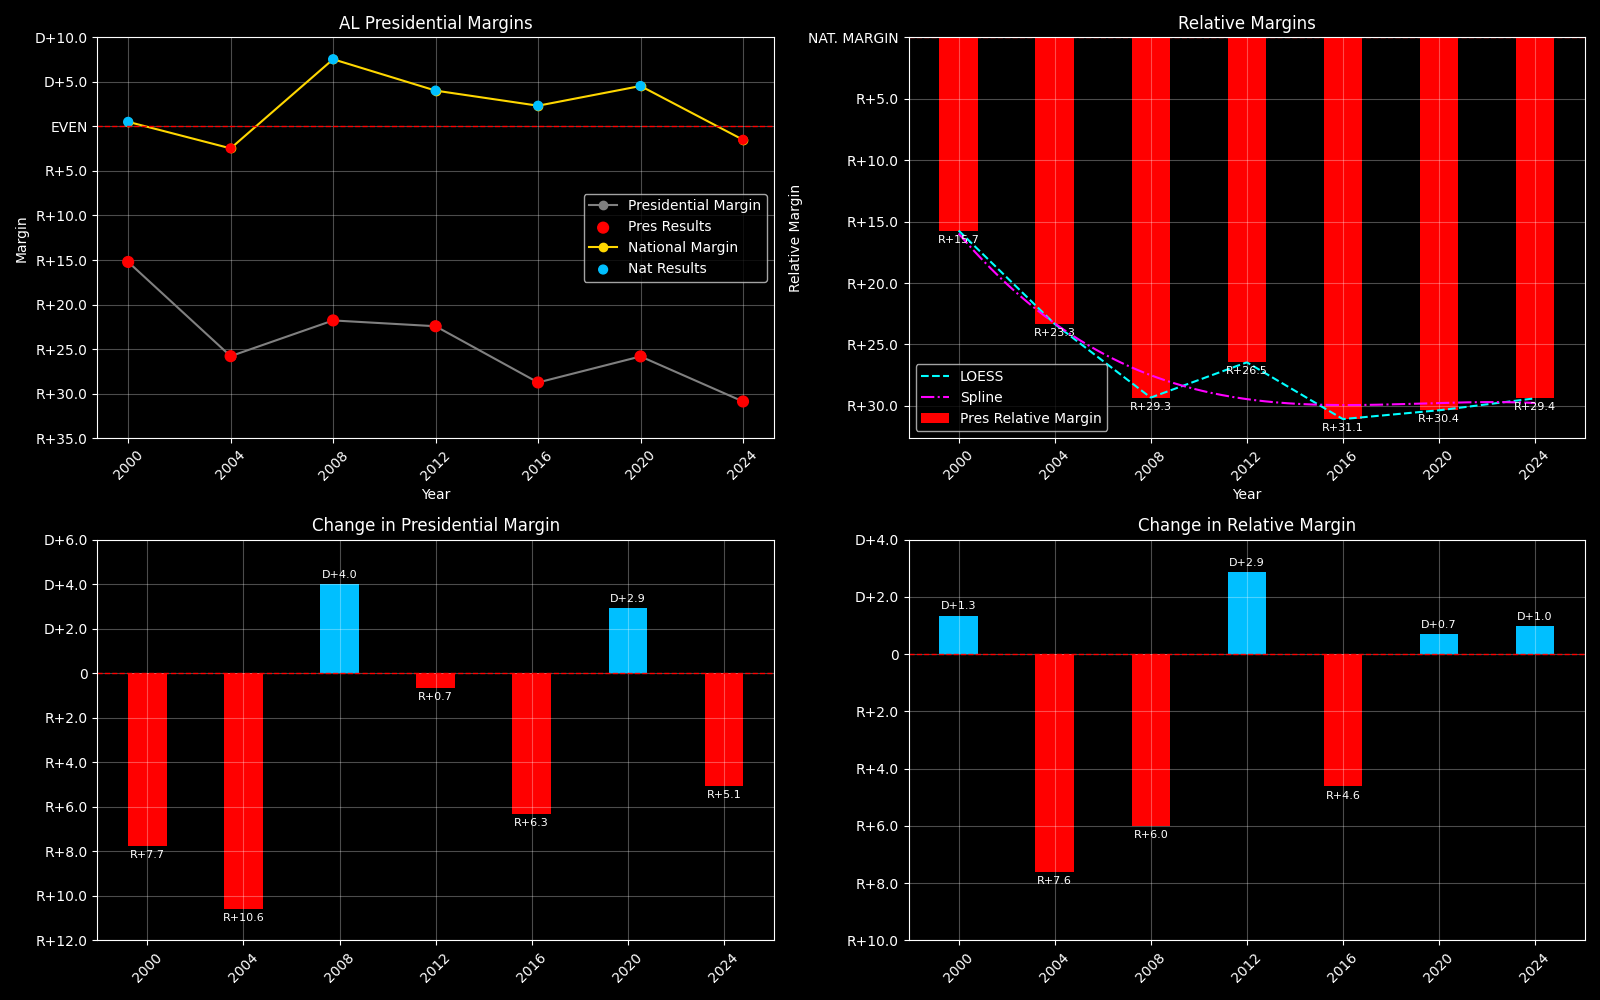 AL Presidential Margins
D+10.0
D+5.0
EVEN
R+5.0
R+10.0
R+15.0
R+20.0
R+25.0
R+30.0
R+35.0
Margin
Presidential Margin
Pres Results
National Margin
Nat Results
2000
2004
2008
2012
2016
2020
2024
Year
Relative Margins
NAT. MARGIN
R+5.0
R+10.0
R+15.0
R+20.0
R+25.0
R+30.0
Relative Margin
R+15.7
R+23.3
R+29.3
R+26.5
R+31.1
R+30.4
R+29.4
LOESS
Spline
Pres Relative Margin
2000
2004
2008
2012
2016
2020
2024
Year
Change in Presidential Margin
D+6.0
D+4.0
D+2.0
0
R+2.0
R+4.0
R+6.0
R+8.0
R+10.0
R+12.0
R+7.7
R+10.6
D+4.0
R+0.7
R+6.3
D+2.9
R+5.1
2000
2004
2008
2012
2016
2020
2024
Change in Relative Margin
D+4.0
D+2.0
0
R+2.0
R+4.0
R+6.0
R+8.0
R+10.0
D+1.3
R+7.6
R+6.0
D+2.9
R+4.6
D+0.7
D+1.0
2000
2004
2008
2012
2016
2020
2024